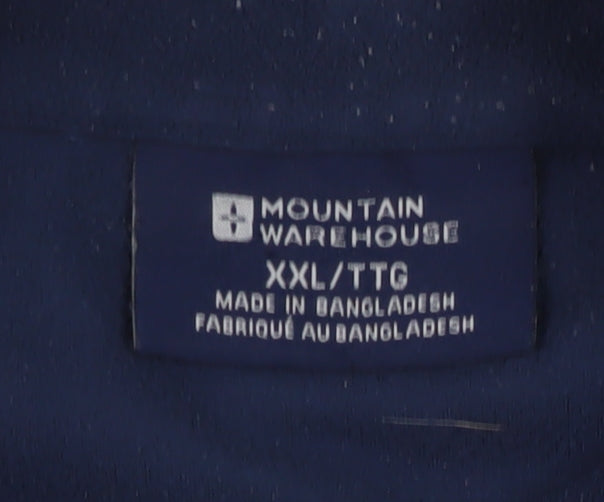 MOUNTAIN
WAREHOUSE
XXL/TTG
MADE IN BANGLADESH
FABRIQUÉ AU BANGLADESH